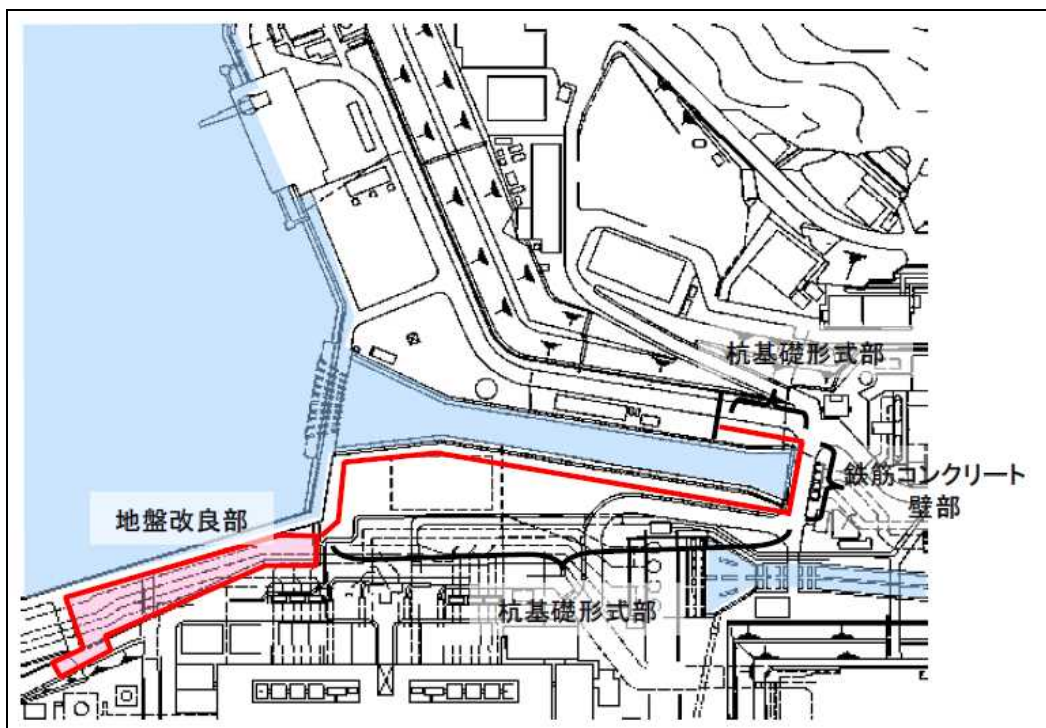 杭基礎形式部
鉄筋コンクリート
壁部
地盤改良部
杭基礎形式部